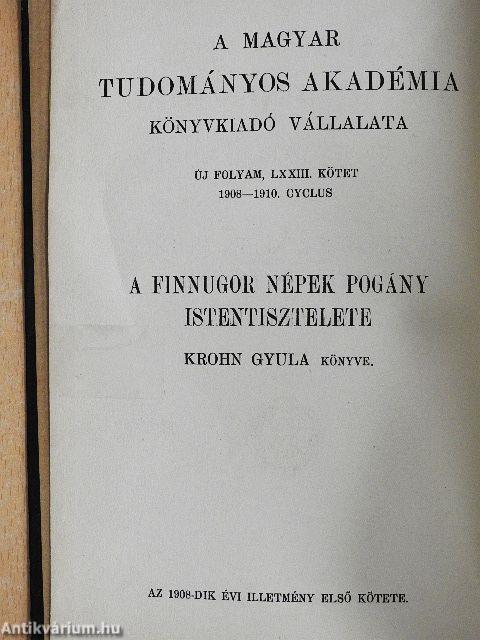 A MAGYAR
TUDOMÁNYOS AKADÉMIA
KÖNYVKIADÓ VÁLLALATA
ÚJ FOLYAM, LXXIII. KÖTET
1908—1910. CYCLUS
A FINNUGOR NÉPEK POGÁNY
ISTENTISZTELETE
KROHN GYULA KÖNYVE.
AZ 1908-DIK ÉVI ILLETMÉNY ELSŐ KÖTETE.
Antikvárium.hu